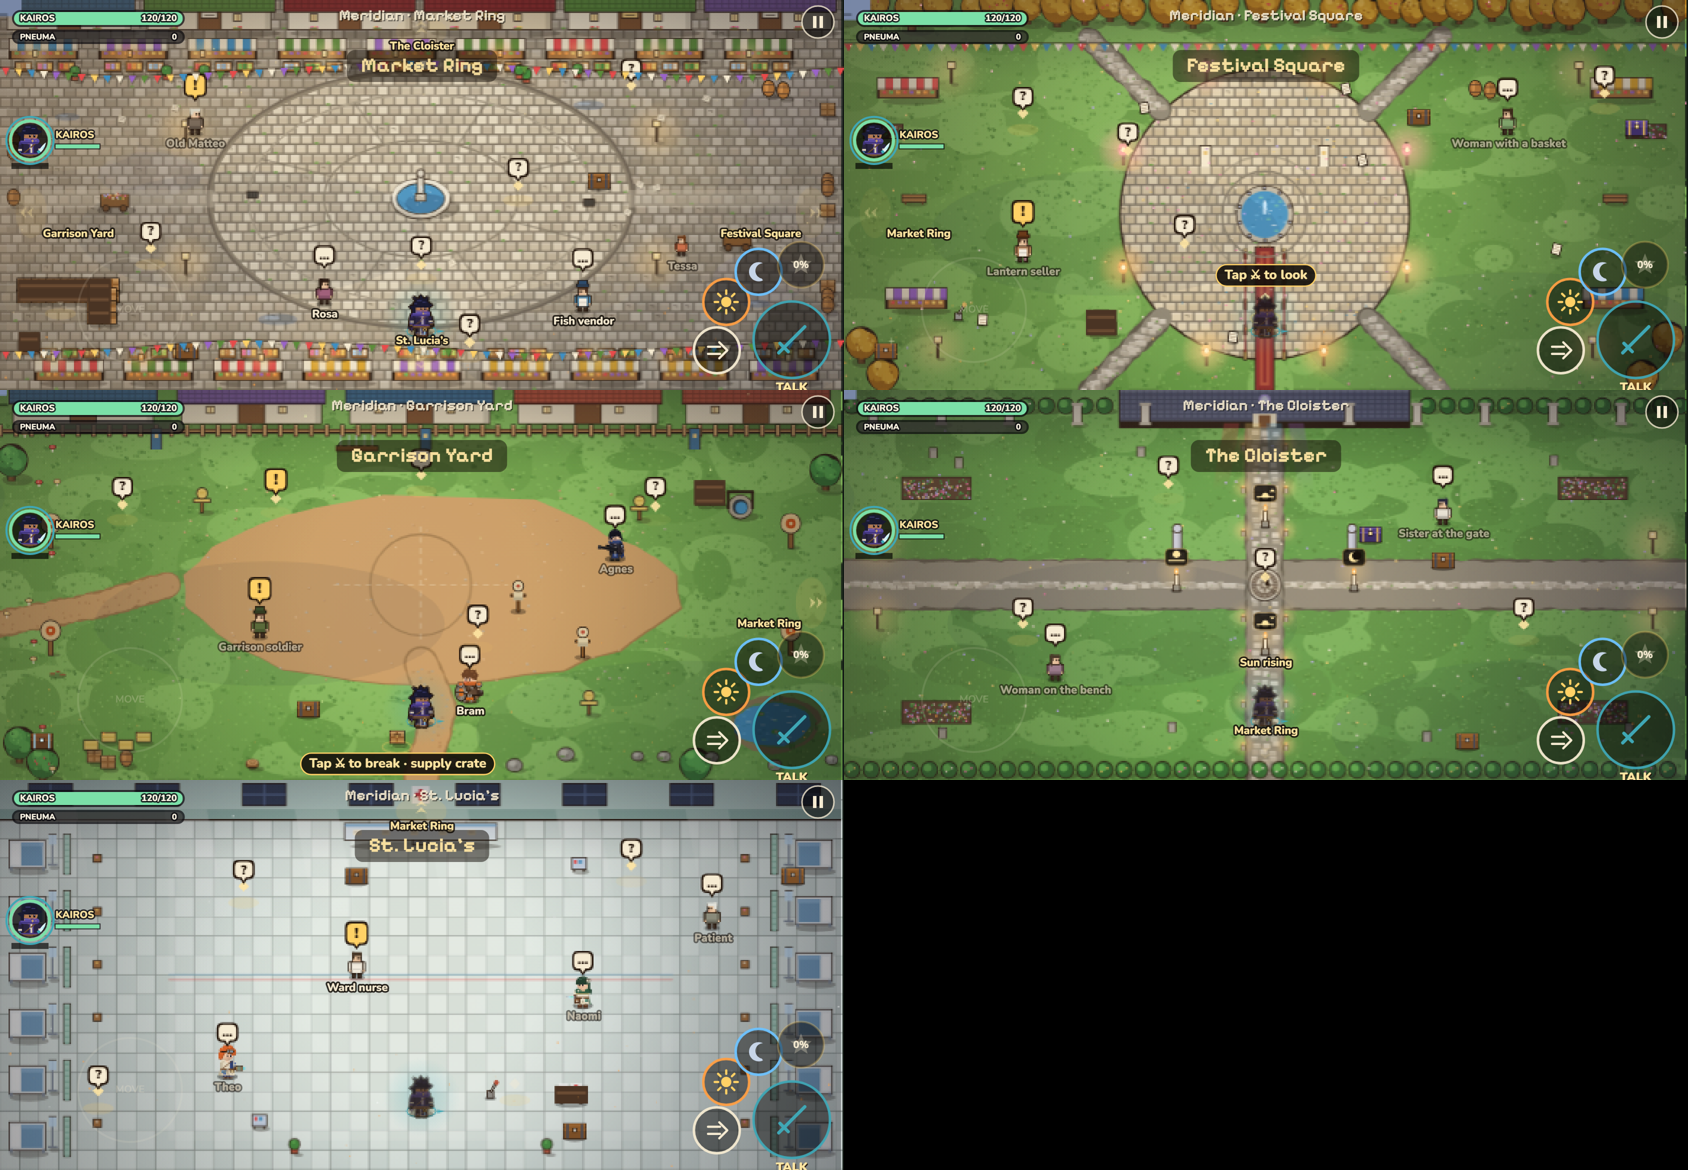 KAIROS 120/120
PNEUMA 0
Meridian · Market Ring
The Cloister
Market Ring
?
!
Old Matteo
KAIROS
?
?
Garrison Yard
Festival Square
Tessa
...
?
...
Rosa
Fish vendor
?
St. Lucia's
MOVE
0%
TALK
KAIROS 120/120
PNEUMA 0
Meridian · Festival Square
Festival Square
?
?
...
?
Woman with a basket
KAIROS
!
?
Market Ring
Lantern seller
Tap to look
MOVE
0%
TALK
KAIROS 120/120
PNEUMA 0
Meridian · Garrison Yard
Garrison Yard
?
!
?
...
KAIROS
Agnes
!
Garrison soldier
?
...
Bram
Market Ring
MOVE
0%
Tap to break · supply crate
TALK
KAIROS 120/120
PNEUMA 0
Meridian · The Cloister
The Cloister
?
...
KAIROS
Sister at the gate
?
?
?
...
Woman on the bench
Sun rising
Market Ring
MOVE
0%
TALK
KAIROS 120/120
PNEUMA 0
Meridian · St. Lucia's
Market Ring
St. Lucia's
?
?
...
Patient
KAIROS
!
Ward nurse
...
Naomi
...
Theo
?
MOVE
0%
TALK